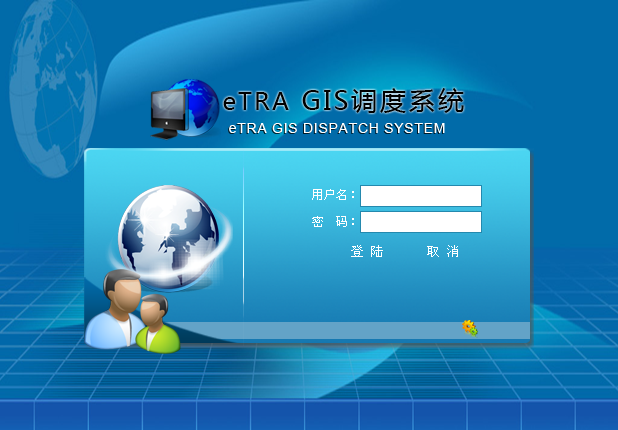 eTRA GIS调度系统
eTRA GIS DISPATCH SYSTEM
用户名：
密 码：
登 陆 取 消